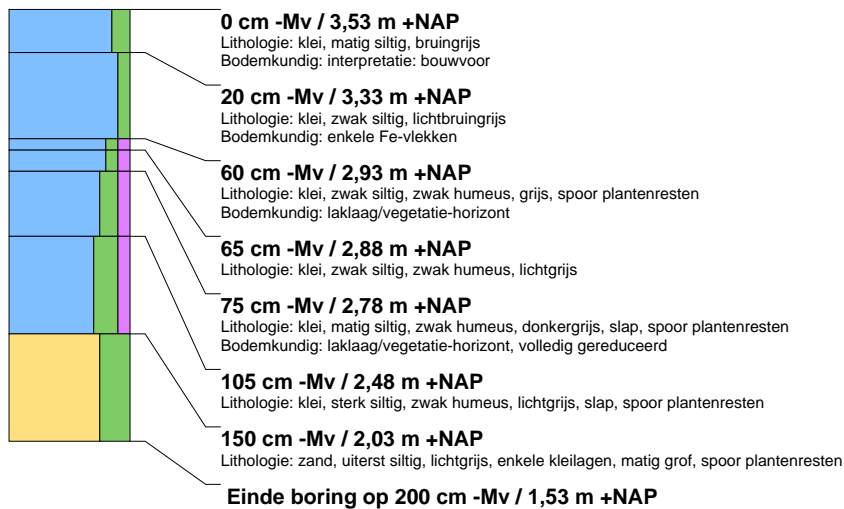 0 cm -Mv / 3,53 m +NAP
Lithologie: klei, matig siltig, bruingrijs
Bodemkundig: interpretatie: bouwvoor
20 cm -Mv / 3,33 m +NAP
Lithologie: klei, zwak siltig, lichtbruingrijs
Bodemkundig: enkele Fe-vlekken
60 cm -Mv / 2,93 m +NAP
Lithologie: klei, zwak siltig, zwak humeus, grijs, spoor plantenresten
Bodemkundig: laklaag/vegetatie-horizont
65 cm -Mv / 2,88 m +NAP
Lithologie: klei, zwak siltig, zwak humeus, lichtgrijs
75 cm -Mv / 2,78 m +NAP
Lithologie: klei, matig siltig, zwak humeus, donkergrijs, slap, spoor plantenresten
Bodemkundig: laklaag/vegetatie-horizont, volledig gereduceerd
105 cm -Mv / 2,48 m +NAP
Lithologie: klei, sterk siltig, zwak humeus, lichtgrijs, slap, spoor plantenresten
150 cm -Mv / 2,03 m +NAP
Lithologie: zand, uiterst siltig, lichtgrijs, enkele kleilagen, matig grof, spoor plantenresten
Einde boring op 200 cm -Mv / 1,53 m +NAP